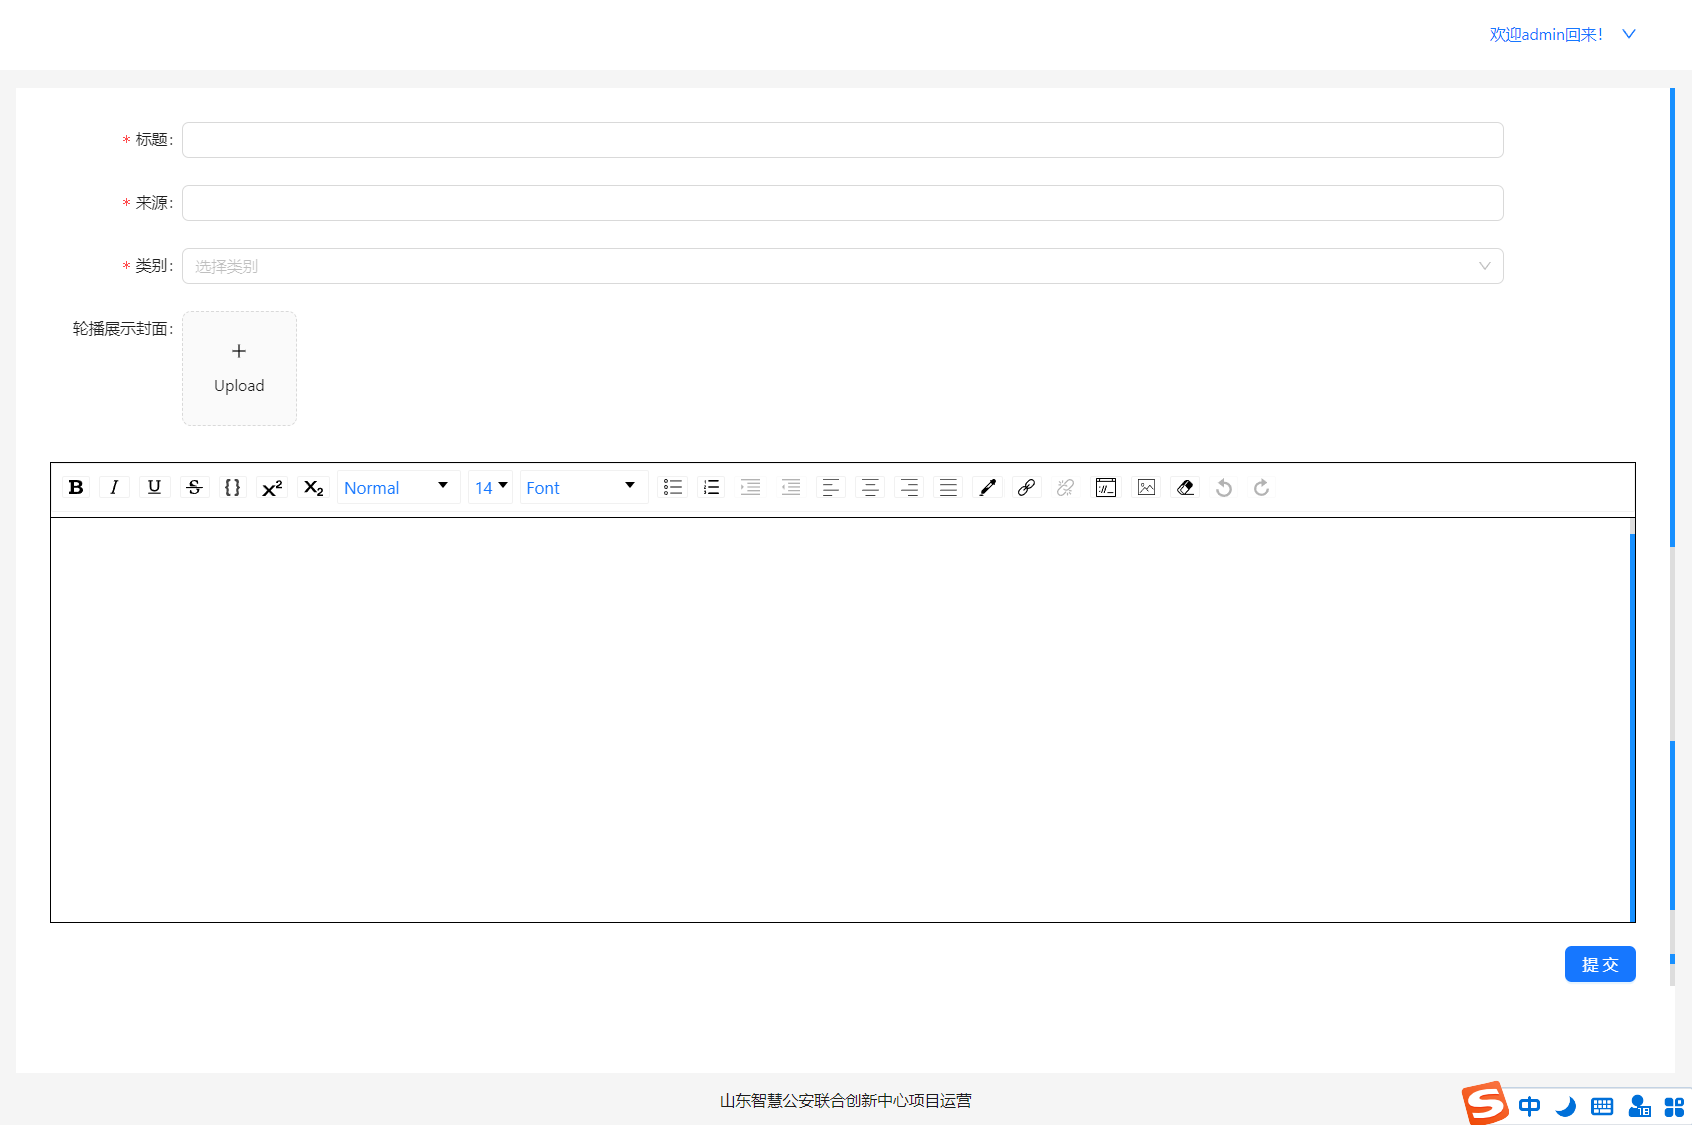 欢迎admin回来!
* 标题:
* 来源:
* 类别: 选择类别
轮播展示封面:
+
Upload
B I U S {} X² X₂ Normal 14 Font
提 交
山东智慧公安联合创新中心项目运营
S 中